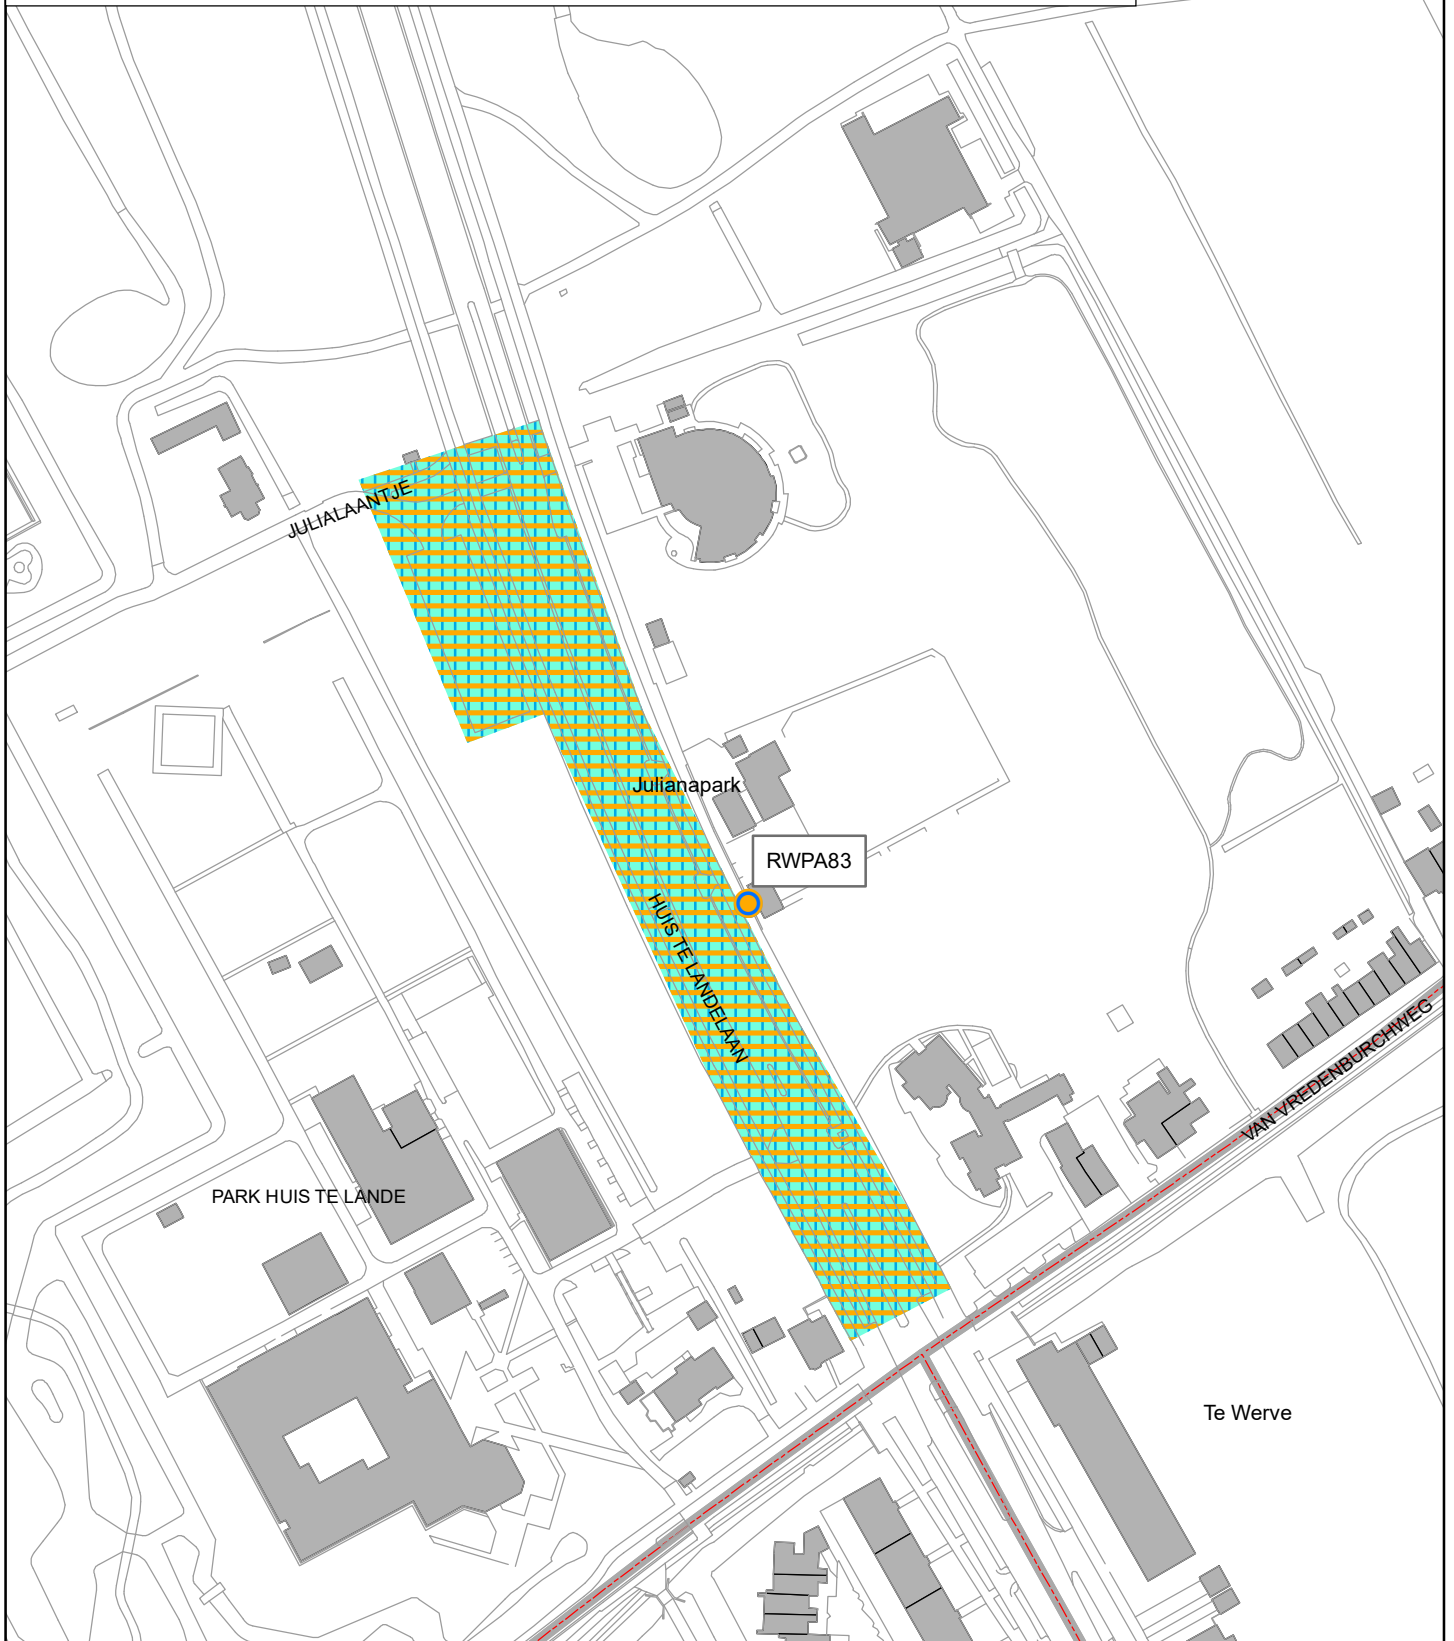 JULIALAANTJE
Julianapark
RWPA83
HUIS TE LANDELAAN
VAN VREDENBURCHWEG
PARK HUIS TE LANDE
Te Werve